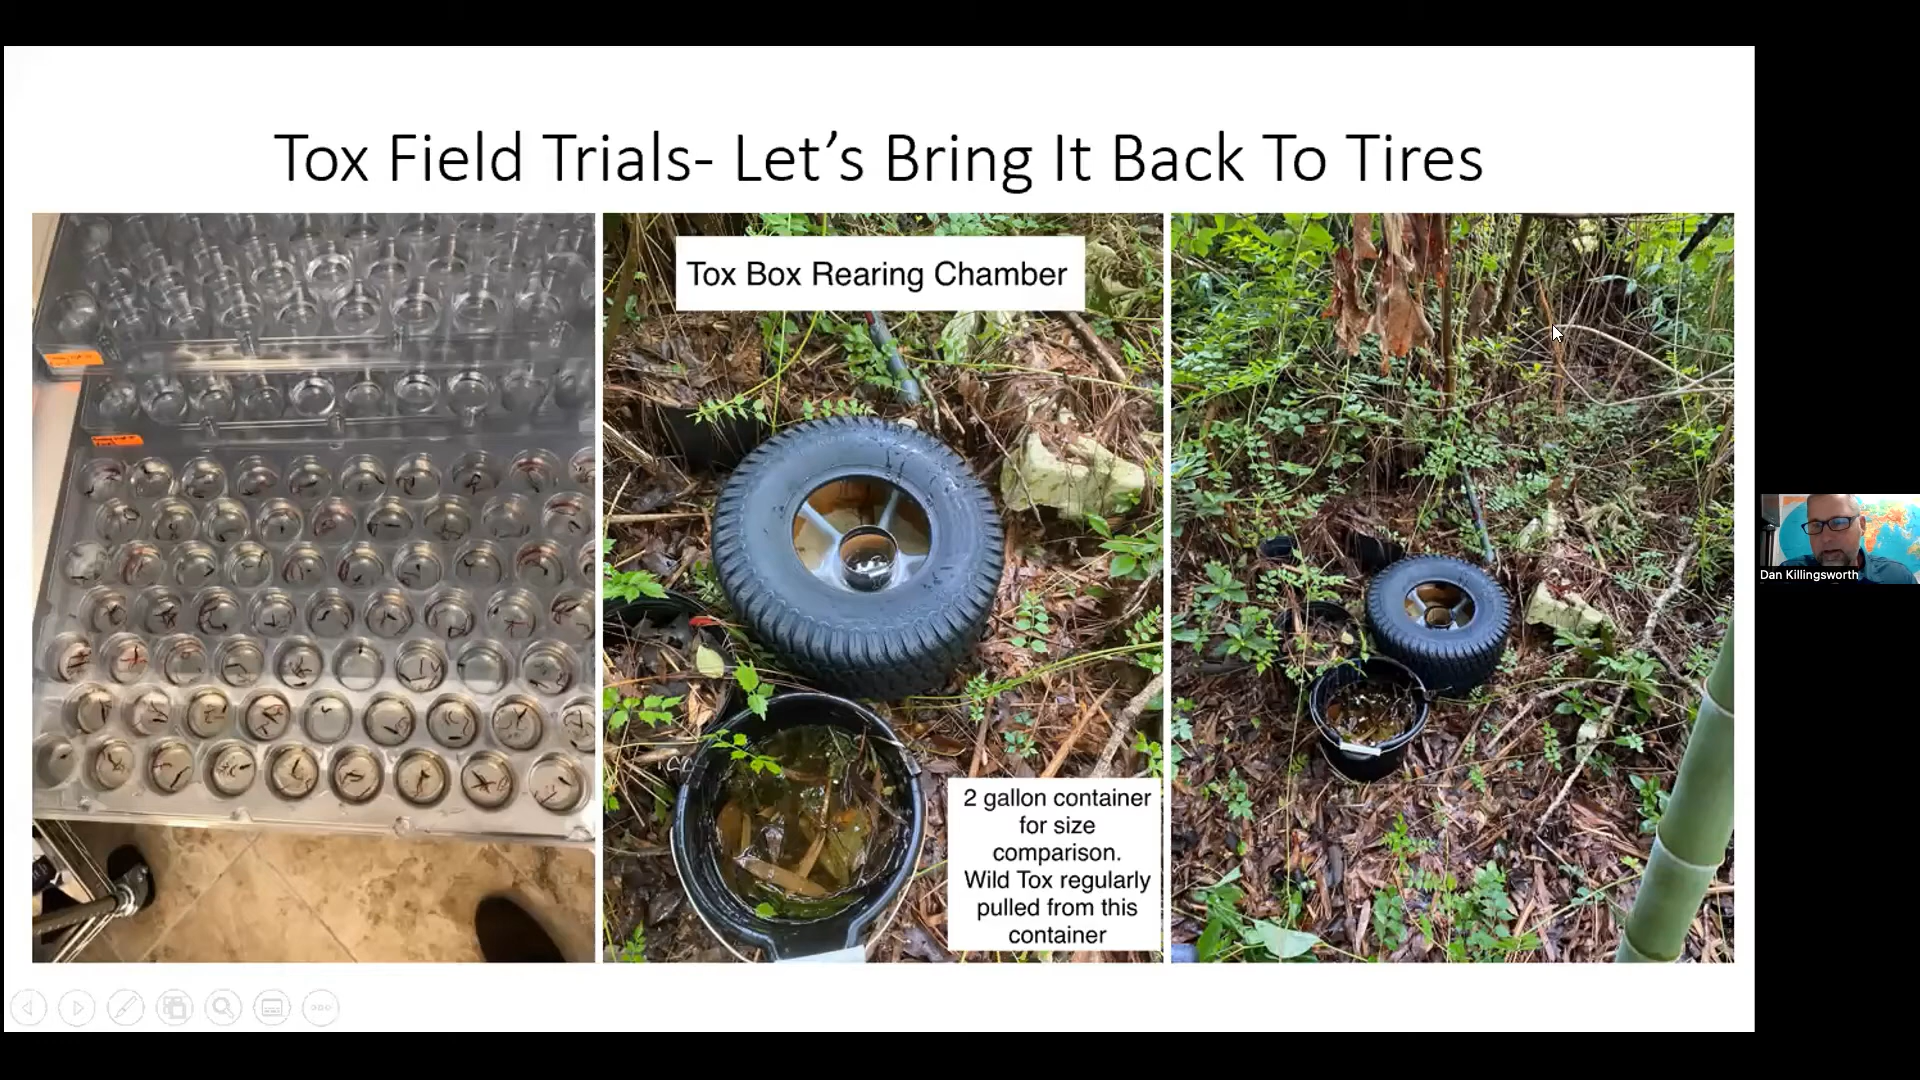 Tox Field Trials- Let’s Bring It Back To Tires
Tox Box Rearing Chamber
2 gallon container
for size
comparison.
Wild Tox regularly
pulled from this
container
Dan Killingsworth